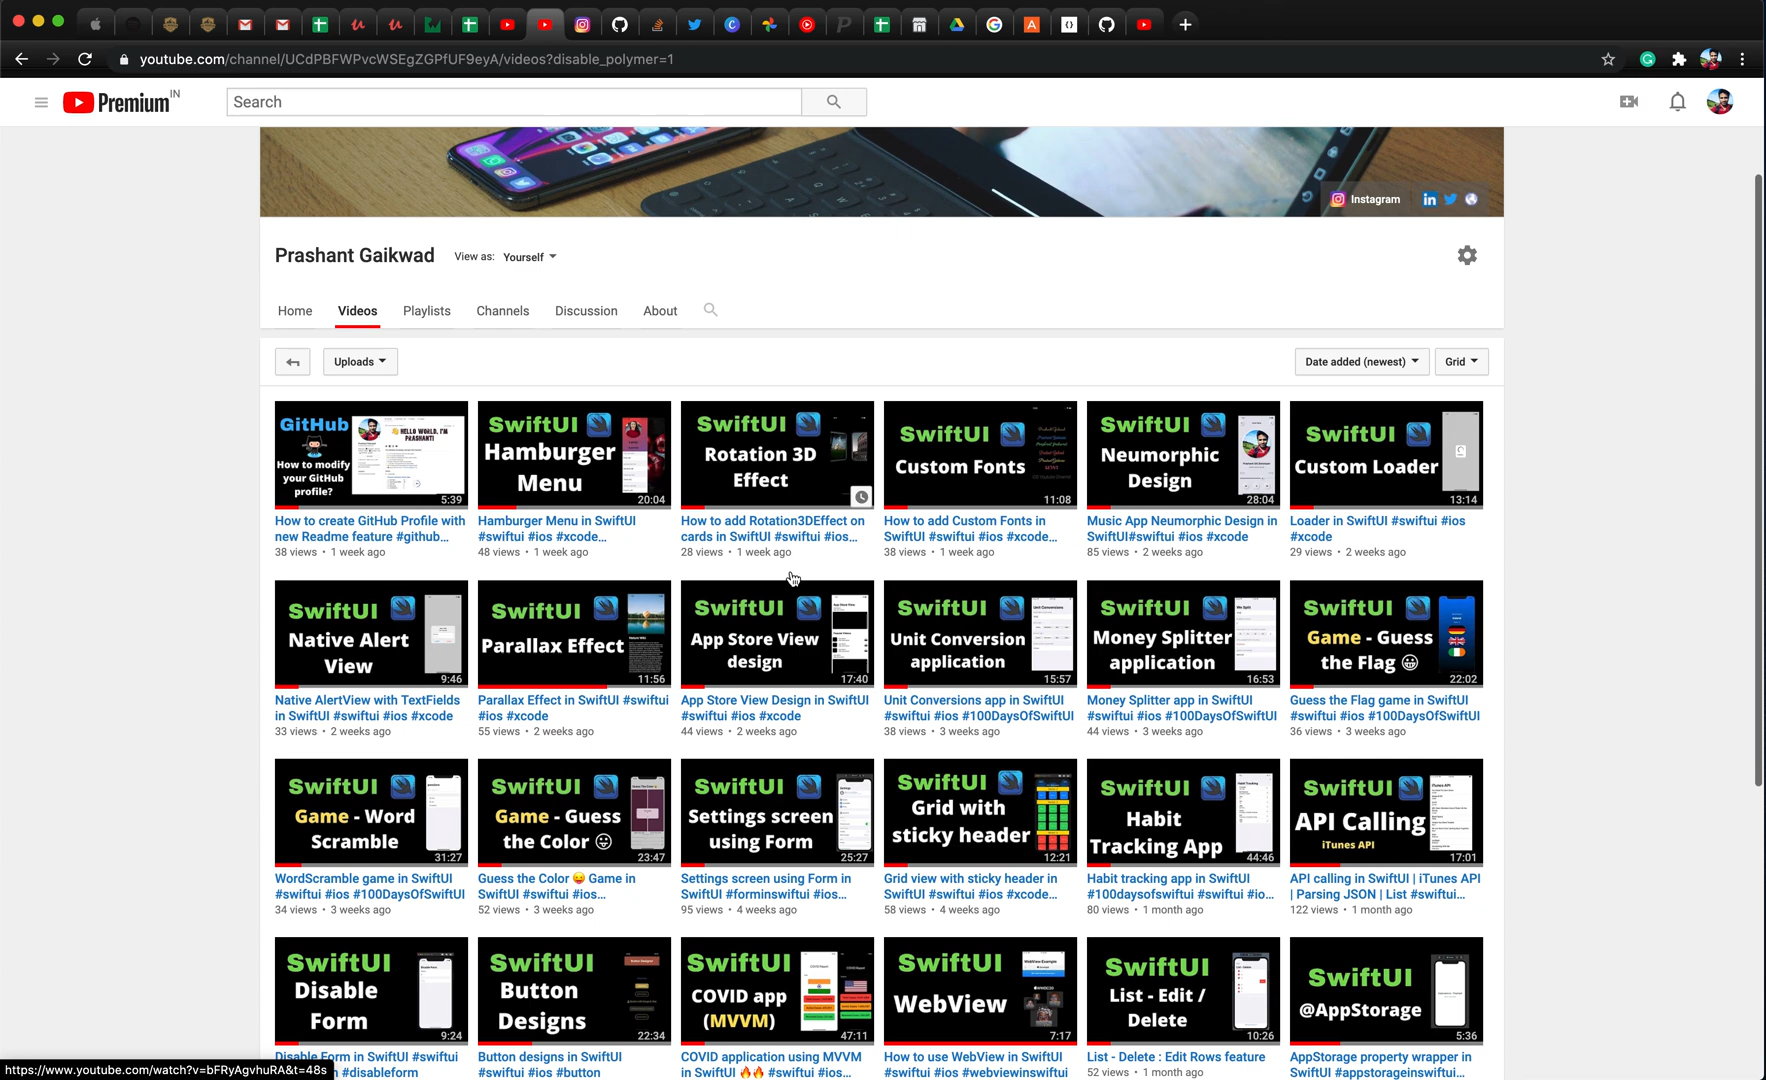 youtube.com/channel/UCdPBFWPvcWSEgZGPfUF9eyA/videos?disable_polymer=1
Premium IN
Search
Instagram
Prashant Gaikwad View as: Yourself
Home Videos Playlists Channels Discussion About
Uploads Date added (newest) Grid
GitHub
How to modify
your GitHub
profile?
HELLO WORLD, I'M
PRASHANT!
5:39
How to create GitHub Profile with
new Readme feature #github...
38 views • 1 week ago
SwiftUI
Hamburger
Menu
20:04
Hamburger Menu in SwiftUI
#swiftui #ios #xcode...
48 views • 1 week ago
SwiftUI
Rotation 3D
Effect
How to add Rotation3DEffect on
cards in SwiftUI #swiftui #ios...
28 views • 1 week ago
SwiftUI
Custom Fonts
11:08
How to add Custom Fonts in
SwiftUI #swiftui #ios #xcode
38 views • 1 week ago
SwiftUI
Neumorphic
Design
28:04
Music App Neumorphic Design in
SwiftUI#swiftui #ios #xcode
85 views • 2 weeks ago
SwiftUI
Custom Loader
13:14
Loader in SwiftUI #swiftui #ios
#xcode
29 views • 2 weeks ago
SwiftUI
Native Alert
View
9:46
Native AlertView with TextFields
in SwiftUI #swiftui #ios #xcode
33 views • 2 weeks ago
SwiftUI
Parallax Effect
11:56
Parallax Effect in SwiftUI #swiftui
#ios #xcode
55 views • 2 weeks ago
SwiftUI
App Store View
design
17:40
App Store View Design in SwiftUI
#swiftui #ios #xcode
44 views • 2 weeks ago
SwiftUI
Unit Conversion
application
Unit Conversions
15:57
Unit Conversions app in SwiftUI
#swiftui #ios #100DaysOfSwiftUI
38 views • 3 weeks ago
SwiftUI
Money Splitter
application
We Split
16:53
Money Splitter app in SwiftUI
#swiftui #ios #100DaysOfSwiftUI
44 views • 3 weeks ago
SwiftUI
Game - Guess
the Flag 😀
22:02
Guess the Flag game in SwiftUI
#swiftui #ios #100DaysOfSwiftUI
36 views • 3 weeks ago
SwiftUI
Game - Word
Scramble
31:27
WordScramble game in SwiftUI
#swiftui #ios #100DaysOfSwiftUI
34 views • 3 weeks ago
SwiftUI
Game - Guess
the Color 😛
23:47
Guess the Color 😛 Game in
SwiftUI #swiftui #ios...
52 views • 3 weeks ago
SwiftUI
Settings screen
using Form
Settings
25:27
Settings screen using Form in
SwiftUI #forminswiftui #ios...
95 views • 4 weeks ago
SwiftUI
Grid with
sticky header
12:21
Grid view with sticky header in
SwiftUI #swiftui #ios #xcode...
58 views • 4 weeks ago
SwiftUI
Habit
Tracking App
Habit Tracking
44:46
Habit tracking app in SwiftUI
#100daysofswiftui #swiftui #io...
80 views • 1 month ago
SwiftUI
API Calling
iTunes API
iTunes API
17:01
API calling in SwiftUI | iTunes API
| Parsing JSON | List #swiftui...
122 views • 1 month ago
SwiftUI
Disable
Form
9:24
Disable Form in SwiftUI #swiftui
#disableform
SwiftUI
Button
Designs
22:34
Button designs in SwiftUI
#swiftui #ios #button
SwiftUI
COVID app
(MVVM)
47:11
COVID application using MVVM
in SwiftUI 🔥🔥 #swiftui #ios...
SwiftUI
WebView
7:17
How to use WebView in SwiftUI
#swiftui #ios #webviewinswiftui
SwiftUI
List - Edit /
Delete
10:26
List - Delete : Edit Rows feature
52 views • 1 month ago
SwiftUI
@AppStorage
5:36
AppStorage property wrapper in
SwiftUI #appstorageinswiftui...
https://www.youtube.com/watch?v=bFRyAgvhuRA&t=48s